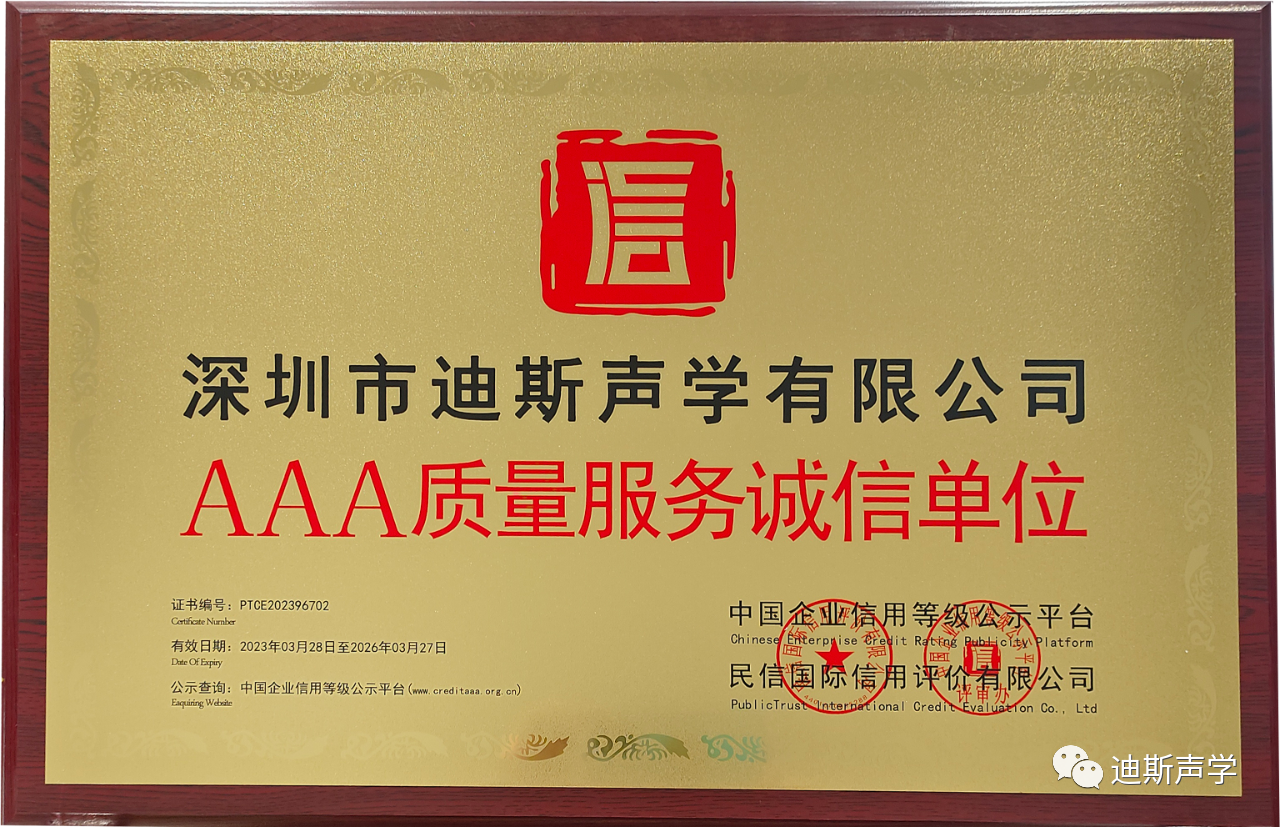 信
深圳市迪斯声学有限公司
AAA质量服务诚信单位
证书编号：PTCE202396702
Certificate Number
有效日期：2023年03月28日至2026年03月27日
Date Of Expiry
公示查询：中国企业信用等级公示平台(www.creditaaa.org.cn)
Esquiring Website
中国企业信用等级公示平台
Chinese Enterprise Credit Rating Publicity Platform
民信国际信用评价有限公司
PublicTrust International Credit Evaluation Co., Ltd
评审办
迪斯声学